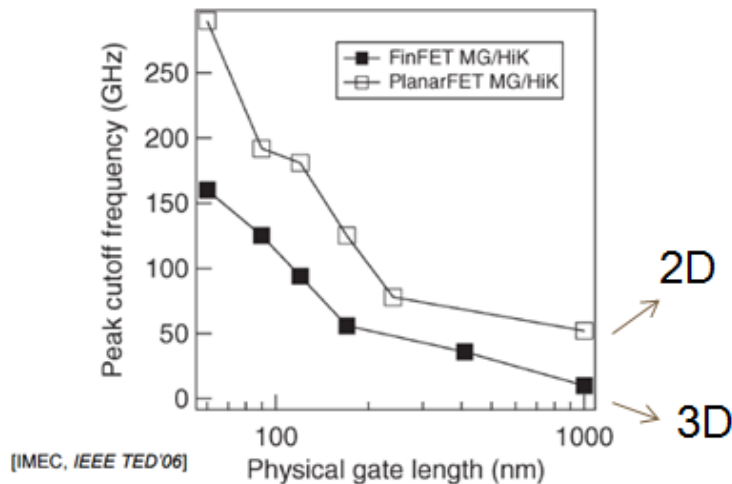 Peak cutoff frequency (GHz)
250
200
150
100
50
0
FinFET MG/HiK
PlanarFET MG/HiK
2D
3D
100
1000
[IMEC, IEEE TED'06]
Physical gate length (nm)